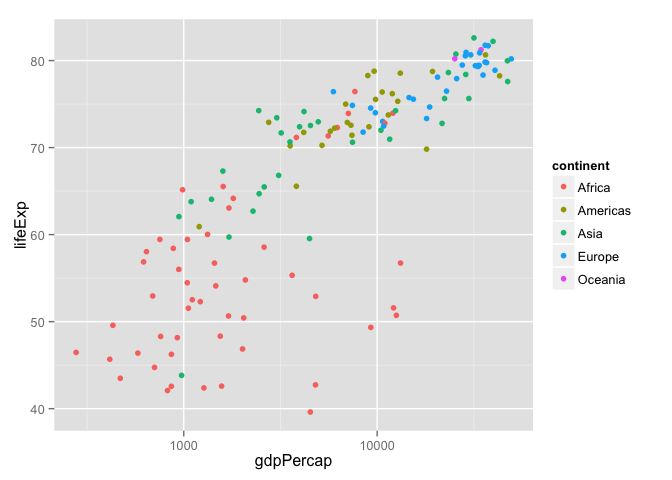 80
70
60
50
40
lifeExp
1000
10000
gdpPercap
continent
Africa
Americas
Asia
Europe
Oceania